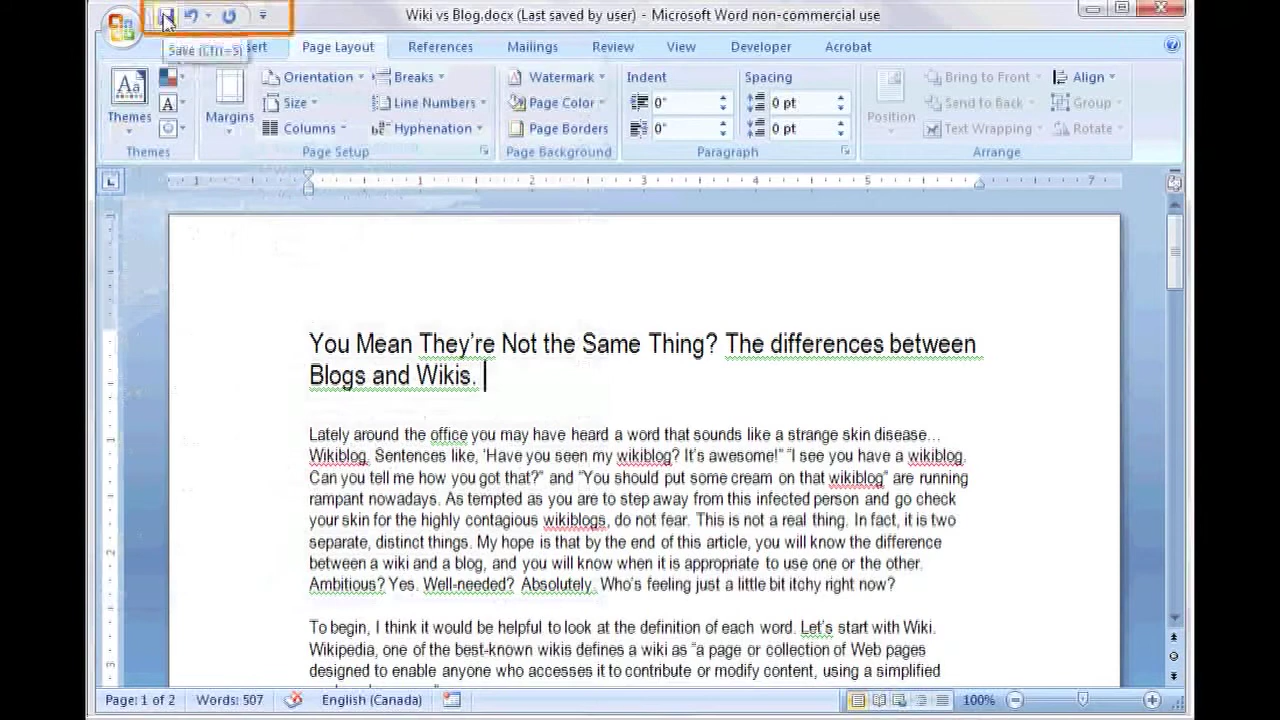 Wiki vs Blog.docx (Last saved by user) - Microsoft Word non-commercial use
Save (Ctrl+S)
Page Layout References Mailings Review View Developer Acrobat
Themes
Margins
Orientation
Size
Columns
Breaks
Line Numbers
Hyphenation
Watermark
Page Color
Page Borders
Indent
0"
0"
Spacing
0 pt
0 pt
Position
Bring to Front
Send to Back
Text Wrapping
Align
Group
Rotate
Themes Page Setup Page Background Paragraph Arrange
1 1 2 3 4 5 7
You Mean They're Not the Same Thing? The differences between
Blogs and Wikis.
Lately around the office you may have heard a word that sounds like a strange skin disease…
Wikiblog. Sentences like, 'Have you seen my wikiblog? It's awesome!" "I see you have a wikiblog.
Can you tell me how you got that?" and "You should put some cream on that wikiblog" are running
rampant nowadays. As tempted as you are to step away from this infected person and go check
your skin for the highly contagious wikiblogs, do not fear. This is not a real thing. In fact, it is two
separate, distinct things. My hope is that by the end of this article, you will know the difference
between a wiki and a blog, and you will know when it is appropriate to use one or the other.
Ambitious? Yes. Well-needed? Absolutely. Who's feeling just a little bit itchy right now?
To begin, I think it would be helpful to look at the definition of each word. Let's start with Wiki.
Wikipedia, one of the best-known wikis defines a wiki as "a page or collection of Web pages
designed to enable anyone who accesses it to contribute or modify content, using a simplified
Page: 1 of 2 Words: 507 English (Canada) 100%